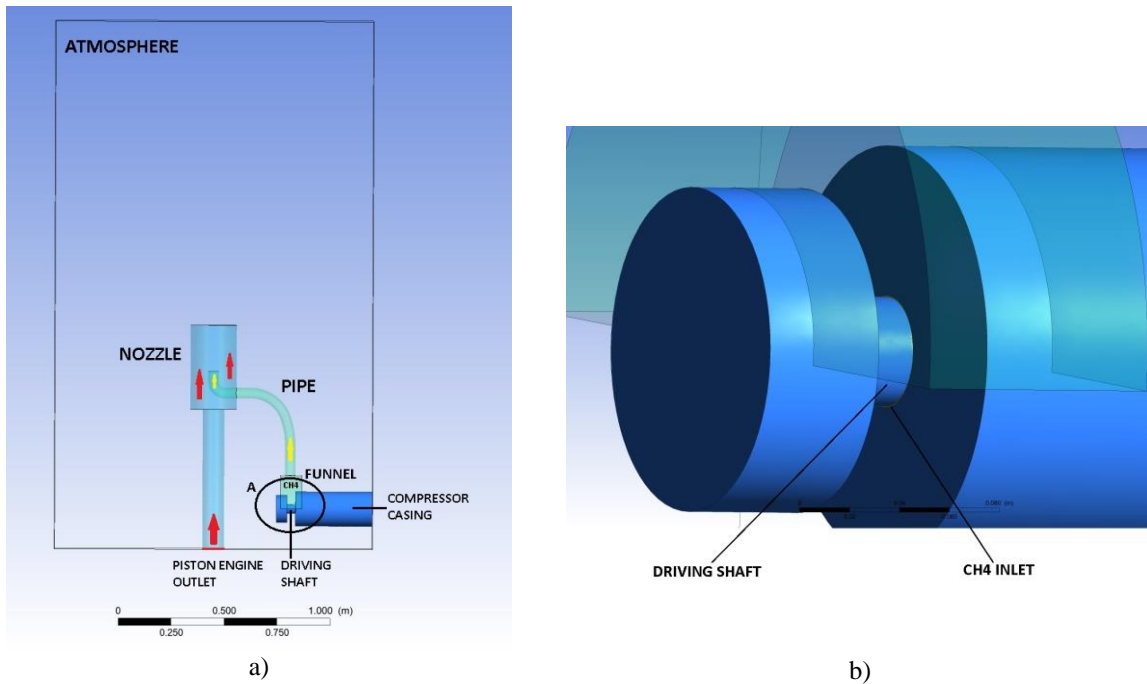 ATMOSPHERE
NOZZLE
PIPE
A
FUNNEL
CH4
COMPRESSOR
CASING
PISTON ENGINE
OUTLET
DRIVING
SHAFT
0 0.500 1.000 (m)
0.250 0.750
a)
DRIVING SHAFT
CH4 INLET
b)